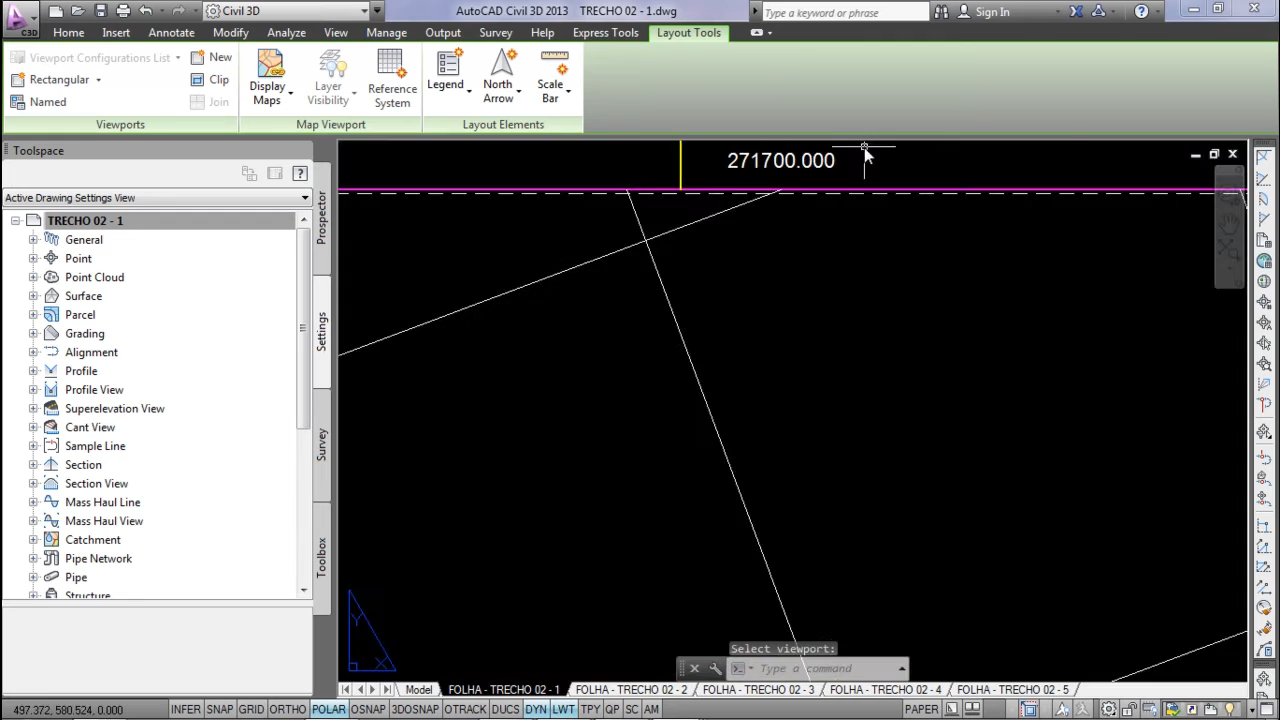 Civil 3D
AutoCAD Civil 3D 2013 TRECHO 02 - 1.dwg
Type a keyword or phrase
Sign In
C3D
Home Insert Annotate Modify Analyze View Manage Output Survey Help Express Tools Layout Tools
Viewport Configurations List
New
Rectangular
Clip
Named
Join
Viewports
Display
Maps
Layer
Visibility
Reference
System
Map Viewport
Legend
North
Arrow
Scale
Bar
Layout Elements
Toolspace
Active Drawing Settings View
TRECHO 02 - 1
General
Point
Point Cloud
Surface
Parcel
Grading
Alignment
Profile
Profile View
Superelevation View
Cant View
Sample Line
Section
Section View
Mass Haul Line
Mass Haul View
Catchment
Pipe Network
Pipe
Structure
Prospector
Settings
Survey
Toolbox
271700.000
Y
X
Select viewport:
Type a command
Model FOLHA - TRECHO 02 - 1 FOLHA - TRECHO 02 - 2 FOLHA - TRECHO 02 - 3 FOLHA - TRECHO 02 - 4 FOLHA - TRECHO 02 - 5
497.372, 580.524, 0.000 INFER SNAP GRID ORTHO POLAR OSNAP 3DOSNAP OTRACK DUCS DYN LWT TPY QP SC AM PAPER